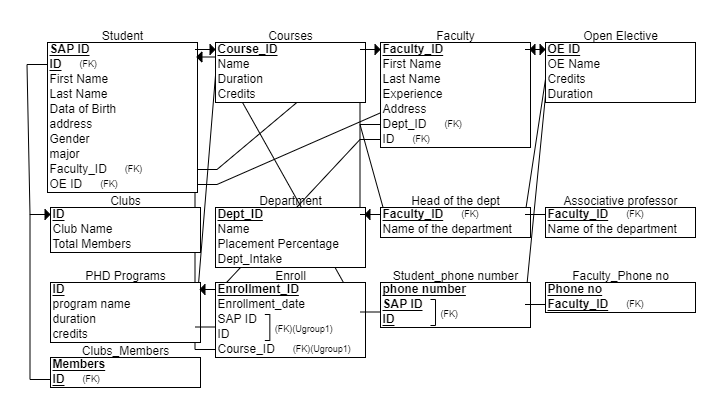 Student
SAP ID
ID (FK)
First Name
Last Name
Data of Birth
address
Gender
major
Faculty_ID (FK)
OE ID (FK)
Courses
Course_ID
Name
Duration
Credits
Faculty
Faculty_ID
First Name
Last Name
Experience
Address
Dept_ID (FK)
ID (FK)
Open Elective
OE ID
OE Name
Credits
Duration
Clubs
ID
Club Name
Total Members
Department
Dept_ID
Name
Placement Percentage
Dept_Intake
Head of the dept
Faculty_ID (FK)
Name of the department
Associative professor
Faculty_ID (FK)
Name of the department
PHD Programs
ID
program name
duration
credits
Enroll
Enrollment_ID
Enrollment_date
SAP ID
ID
(FK)(Ugroup1)
Course_ID (FK)(Ugroup1)
Student_phone number
phone number
SAP ID
ID
(FK)
Faculty_Phone no
Phone no
Faculty_ID (FK)
Clubs_Members
Members
ID (FK)